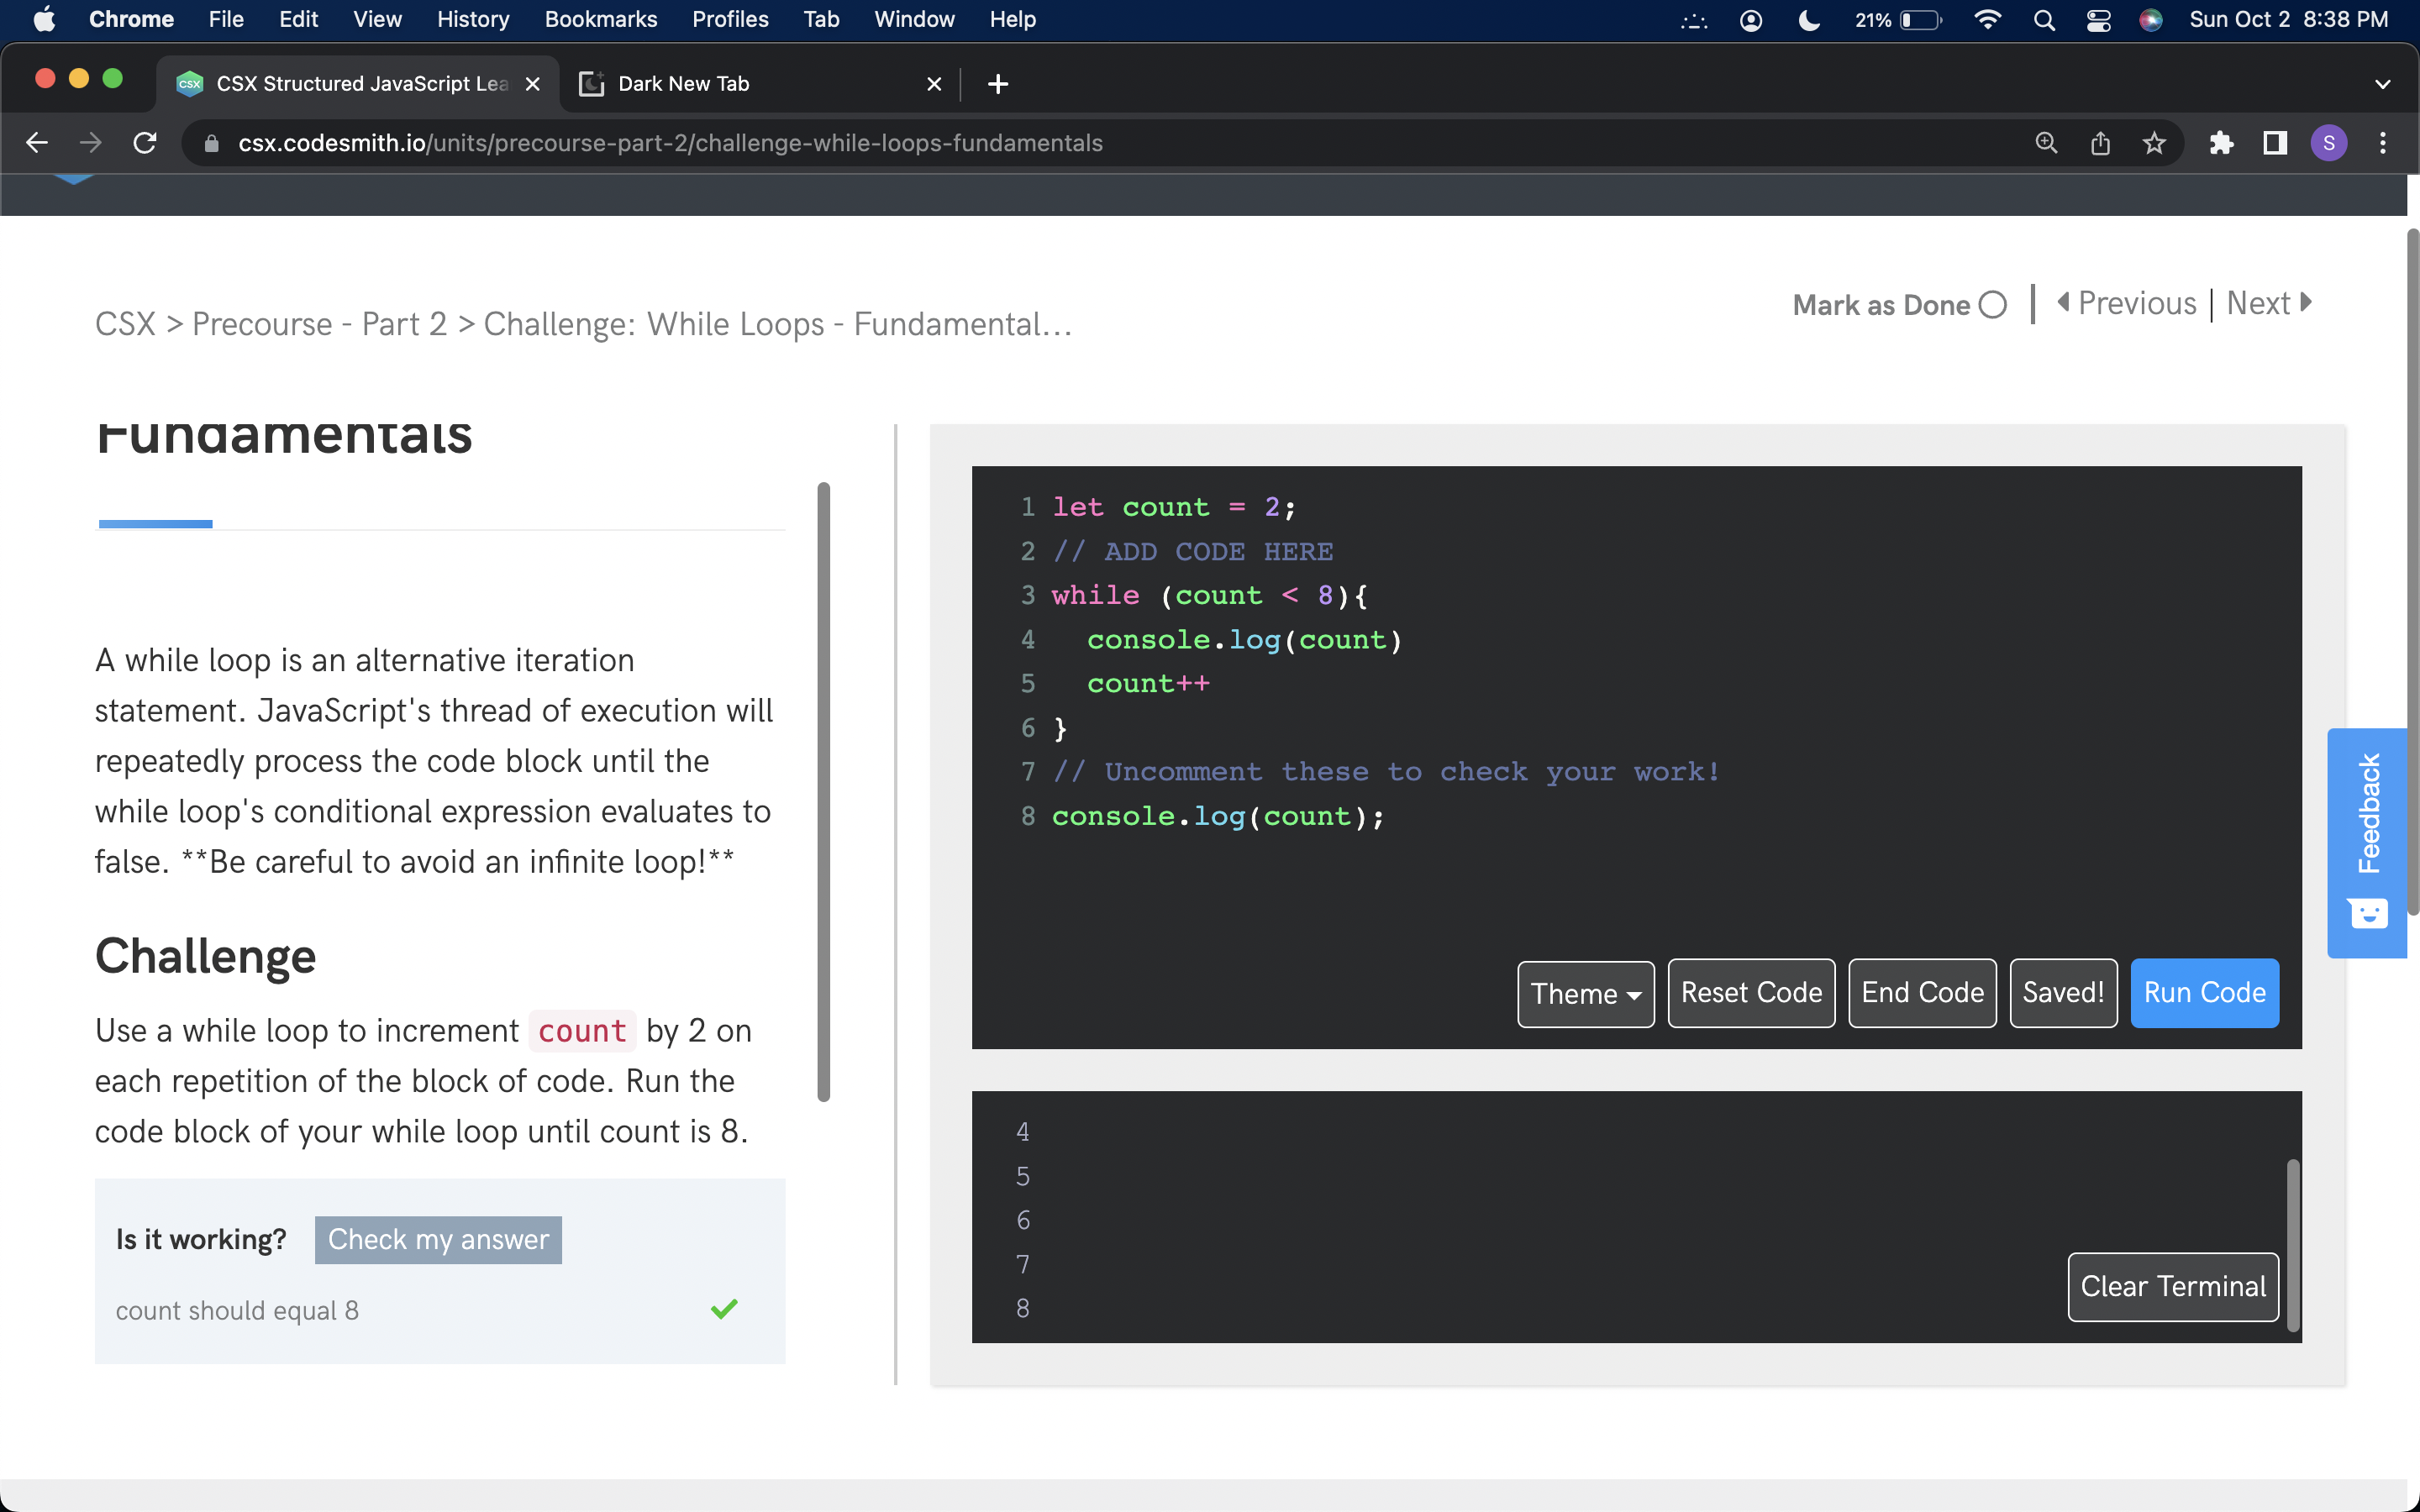 Chrome File Edit View History Bookmarks Profiles Tab Window Help 21% Sun Oct 2 8:38 PM
CSX CSX Structured JavaScript Lea Dark New Tab
csx.codesmith.io/units/precourse-part-2/challenge-while-loops-fundamentals S
CSX > Precourse - Part 2 > Challenge: While Loops - Fundamental...
Mark as Done | Previous | Next
Fundamentals
A while loop is an alternative iteration
statement. JavaScript's thread of execution will
repeatedly process the code block until the
while loop's conditional expression evaluates to
false. **Be careful to avoid an infinite loop!**
Challenge
Use a while loop to increment count by 2 on
each repetition of the block of code. Run the
code block of your while loop until count is 8.
Is it working? Check my answer
count should equal 8
1 let count = 2;
2 // ADD CODE HERE
3 while (count < 8){
4   console.log(count)
5   count++
6 }
7 // Uncomment these to check your work!
8 console.log(count);
Theme Reset Code End Code Saved! Run Code
4
5
6
7
8
Clear Terminal
Feedback